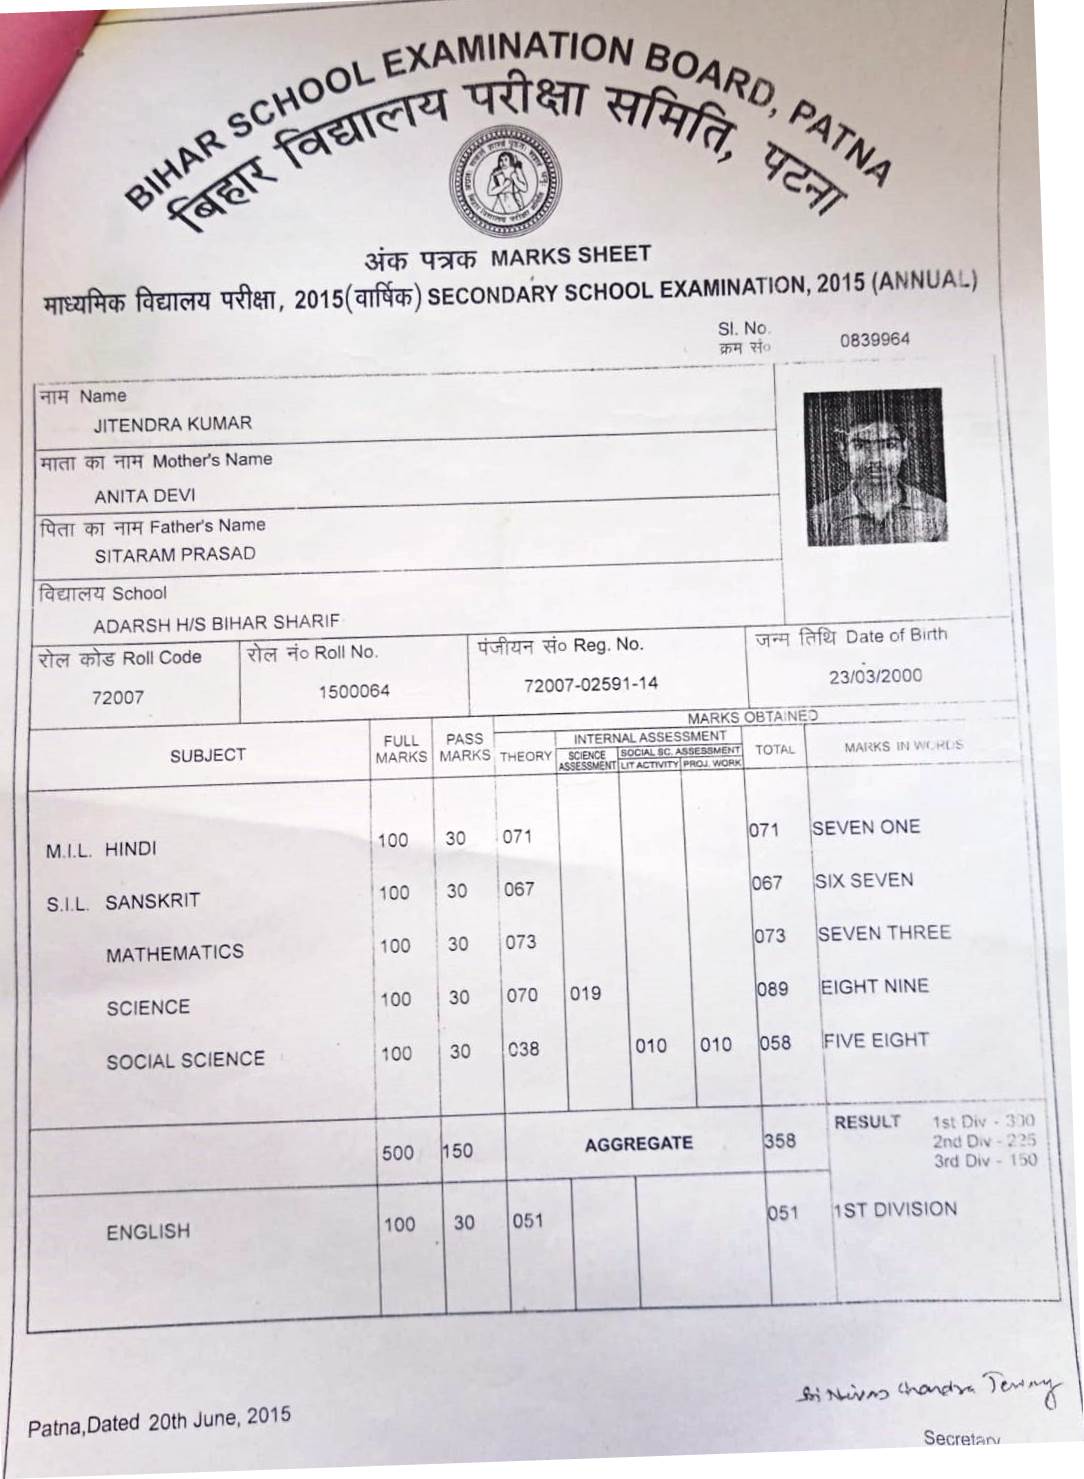 BIHAR SCHOOL EXAMINATION BOARD, PATNA
बिहार विद्यालय परीक्षा समिति, पटना
अंक पत्रक MARKS SHEET
माध्यमिक विद्यालय परीक्षा, 2015(वार्षिक) SECONDARY SCHOOL EXAMINATION, 2015 (ANNUAL)
Sl. No.
क्रम सं० 0839964
नाम Name
JITENDRA KUMAR
माता का नाम Mother's Name
ANITA DEVI
पिता का नाम Father's Name
SITARAM PRASAD
विद्यालय School
ADARSH H/S BIHAR SHARIF
रोल कोड Roll Code रोल नं० Roll No. पंजीयन सं० Reg. No. जन्म तिथि Date of Birth
72007 1500064 72007-02591-14 23/03/2000
MARKS OBTAINED
SUBJECT FULL MARKS PASS MARKS THEORY INTERNAL ASSESSMENT TOTAL MARKS IN WORDS
SCIENCE ASSESSMENT SOCIAL SC. ASSESSMENT
LIT ACTIVITY PROJ. WORK
M.I.L. HINDI 100 30 071 071 SEVEN ONE
S.I.L. SANSKRIT 100 30 067 067 SIX SEVEN
MATHEMATICS 100 30 073 073 SEVEN THREE
SCIENCE 100 30 070 019 089 EIGHT NINE
SOCIAL SCIENCE 100 30 038 010 010 058 FIVE EIGHT
500 150 AGGREGATE 358 RESULT 1st Div - 300
2nd Div - 225
3rd Div - 150
ENGLISH 100 30 051 051 1ST DIVISION
Patna,Dated 20th June, 2015
Chandra
Secretary